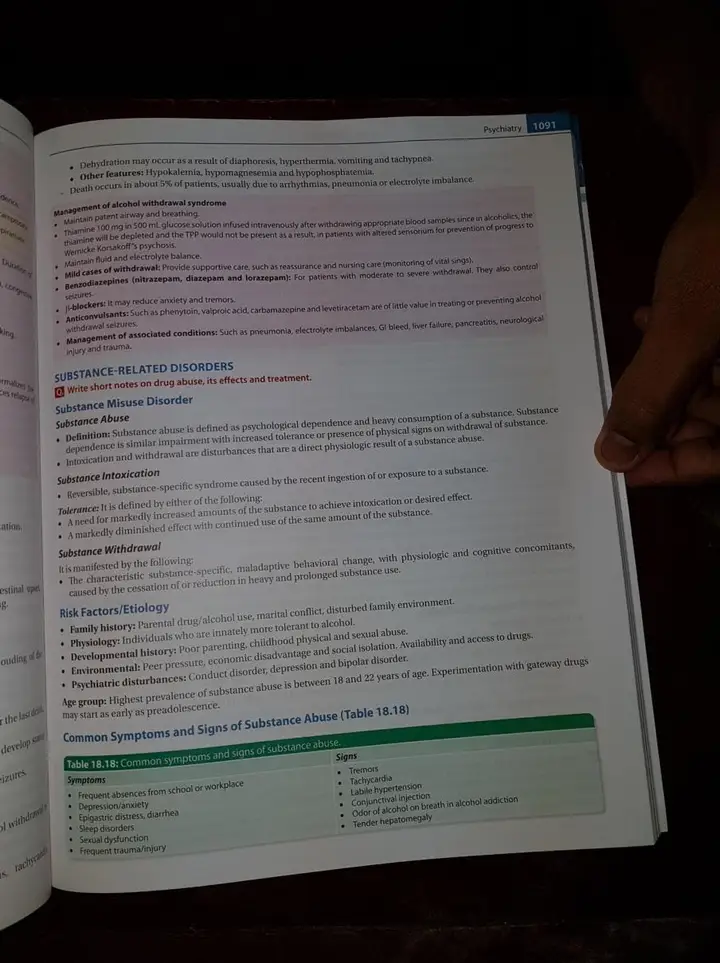 Psychiatry 1091
• Dehydration may occur as a result of diaphoresis, hyperthermia, vomiting and tachypnea.
• Other features: Hypokalemia, hypomagnesemia and hypophosphatemia.
- Death occurs in about 5% of patients, usually due to arrhythmias, pneumonia or electrolyte imbalance.
Management of alcohol withdrawal syndrome
• Maintain patent airway and breathing.
• Thiamine 100 mg in 500 mL glucose solution infused intravenously after withdrawing appropriate blood samples since in alcoholics, the
thiamine will be depleted and the TPP would not be present as a result, in patients with altered sensorium for prevention of progress to
Wernicke Korsakoff's psychosis.
• Maintain fluid and electrolyte balance.
• Mild cases of withdrawal: Provide supportive care, such as reassurance and nursing care (monitoring of vital sings).
• Benzodiazepines (nitrazepam, diazepam and lorazepam): For patients with moderate to severe withdrawal. They also control
seizures.
• β-blockers: It may reduce anxiety and tremors.
• Anticonvulsants: Such as phenytoin, valproic acid, carbamazepine and levetiracetam are of little value in treating or preventing alcohol
withdrawal seizures.
• Management of associated conditions: Such as pneumonia, electrolyte imbalances, GI bleed, liver failure, pancreatitis, neurological
injury and trauma.
SUBSTANCE-RELATED DISORDERS
Q. Write short notes on drug abuse, its effects and treatment.
Substance Misuse Disorder
Substance Abuse
• Definition: Substance abuse is defined as psychological dependence and heavy consumption of a substance. Substance
dependence is similar impairment with increased tolerance or presence of physical signs on withdrawal of substance.
• Intoxication and withdrawal are disturbances that are a direct physiologic result of a substance abuse.
Substance Intoxication
• Reversible, substance-specific syndrome caused by the recent ingestion of or exposure to a substance.
Tolerance: It is defined by either of the following:
• A need for markedly increased amounts of the substance to achieve intoxication or desired effect.
• A markedly diminished effect with continued use of the same amount of the substance.
Substance Withdrawal
It is manifested by the following:
• The characteristic substance-specific, maladaptive behavioral change, with physiologic and cognitive concomitants,
caused by the cessation of or reduction in heavy and prolonged substance use.
Risk Factors/Etiology
• Family history: Parental drug/alcohol use, marital conflict, disturbed family environment.
• Physiology: Individuals who are innately more tolerant to alcohol.
• Developmental history: Poor parenting, childhood physical and sexual abuse.
• Environmental: Peer pressure, economic disadvantage and social isolation. Availability and access to drugs.
• Psychiatric disturbances: Conduct disorder, depression and bipolar disorder.
Age group: Highest prevalence of substance abuse is between 18 and 22 years of age. Experimentation with gateway drugs
may start as early as preadolescence.
Common Symptoms and Signs of Substance Abuse (Table 18.18)
Table 18.18: Common symptoms and signs of substance abuse.
Symptoms
• Frequent absences from school or workplace
• Depression/anxiety
• Epigastric distress, diarrhea
• Sleep disorders
• Sexual dysfunction
• Frequent trauma/injury
Signs
• Tremors
• Tachycardia
• Labile hypertension
• Conjunctival injection
• Odor of alcohol on breath in alcohol addiction
• Tender hepatomegaly